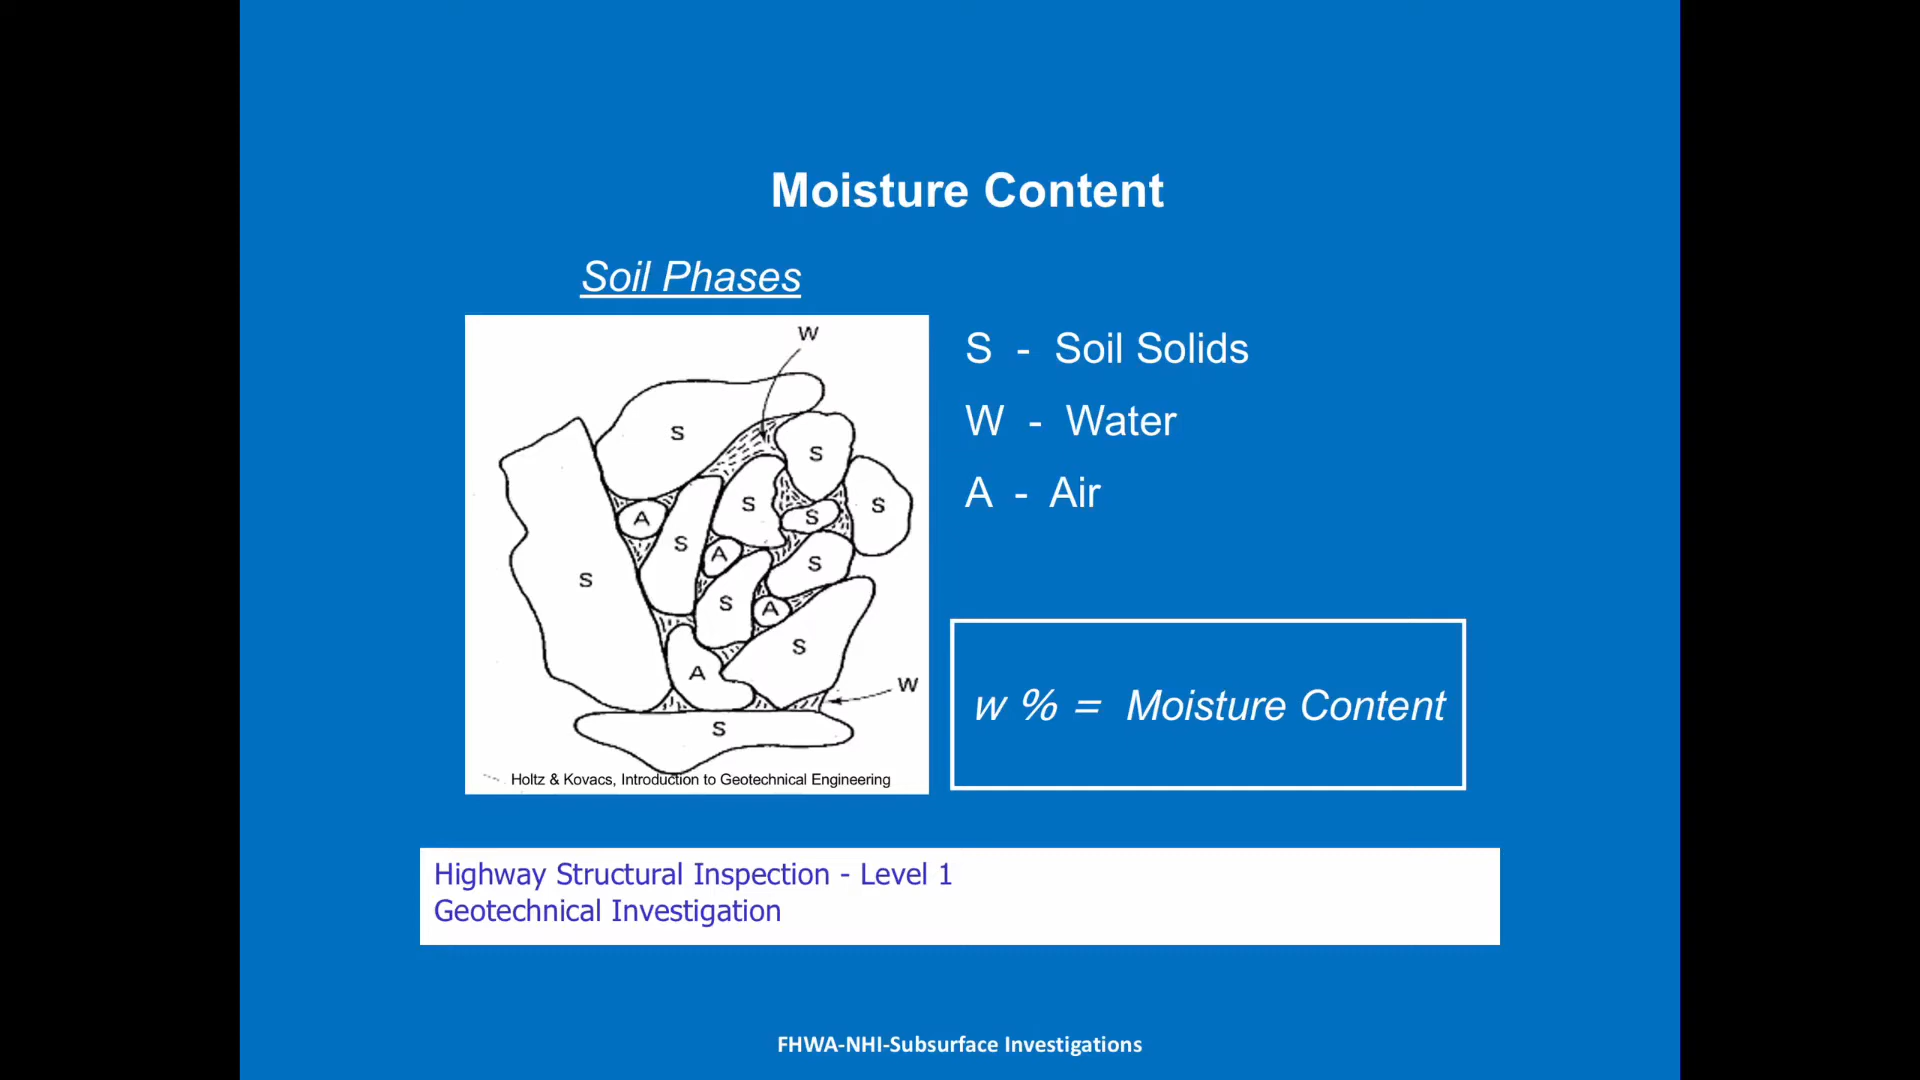 Moisture Content
Soil Phases
W
S
S
S
S
A
S
S
A
S
S
S
A
S
A
S
W
S
Holtz & Kovacs, Introduction to Geotechnical Engineering
S - Soil Solids
W - Water
A - Air
w % = Moisture Content
Highway Structural Inspection - Level 1
Geotechnical Investigation
FHWA-NHI-Subsurface Investigations